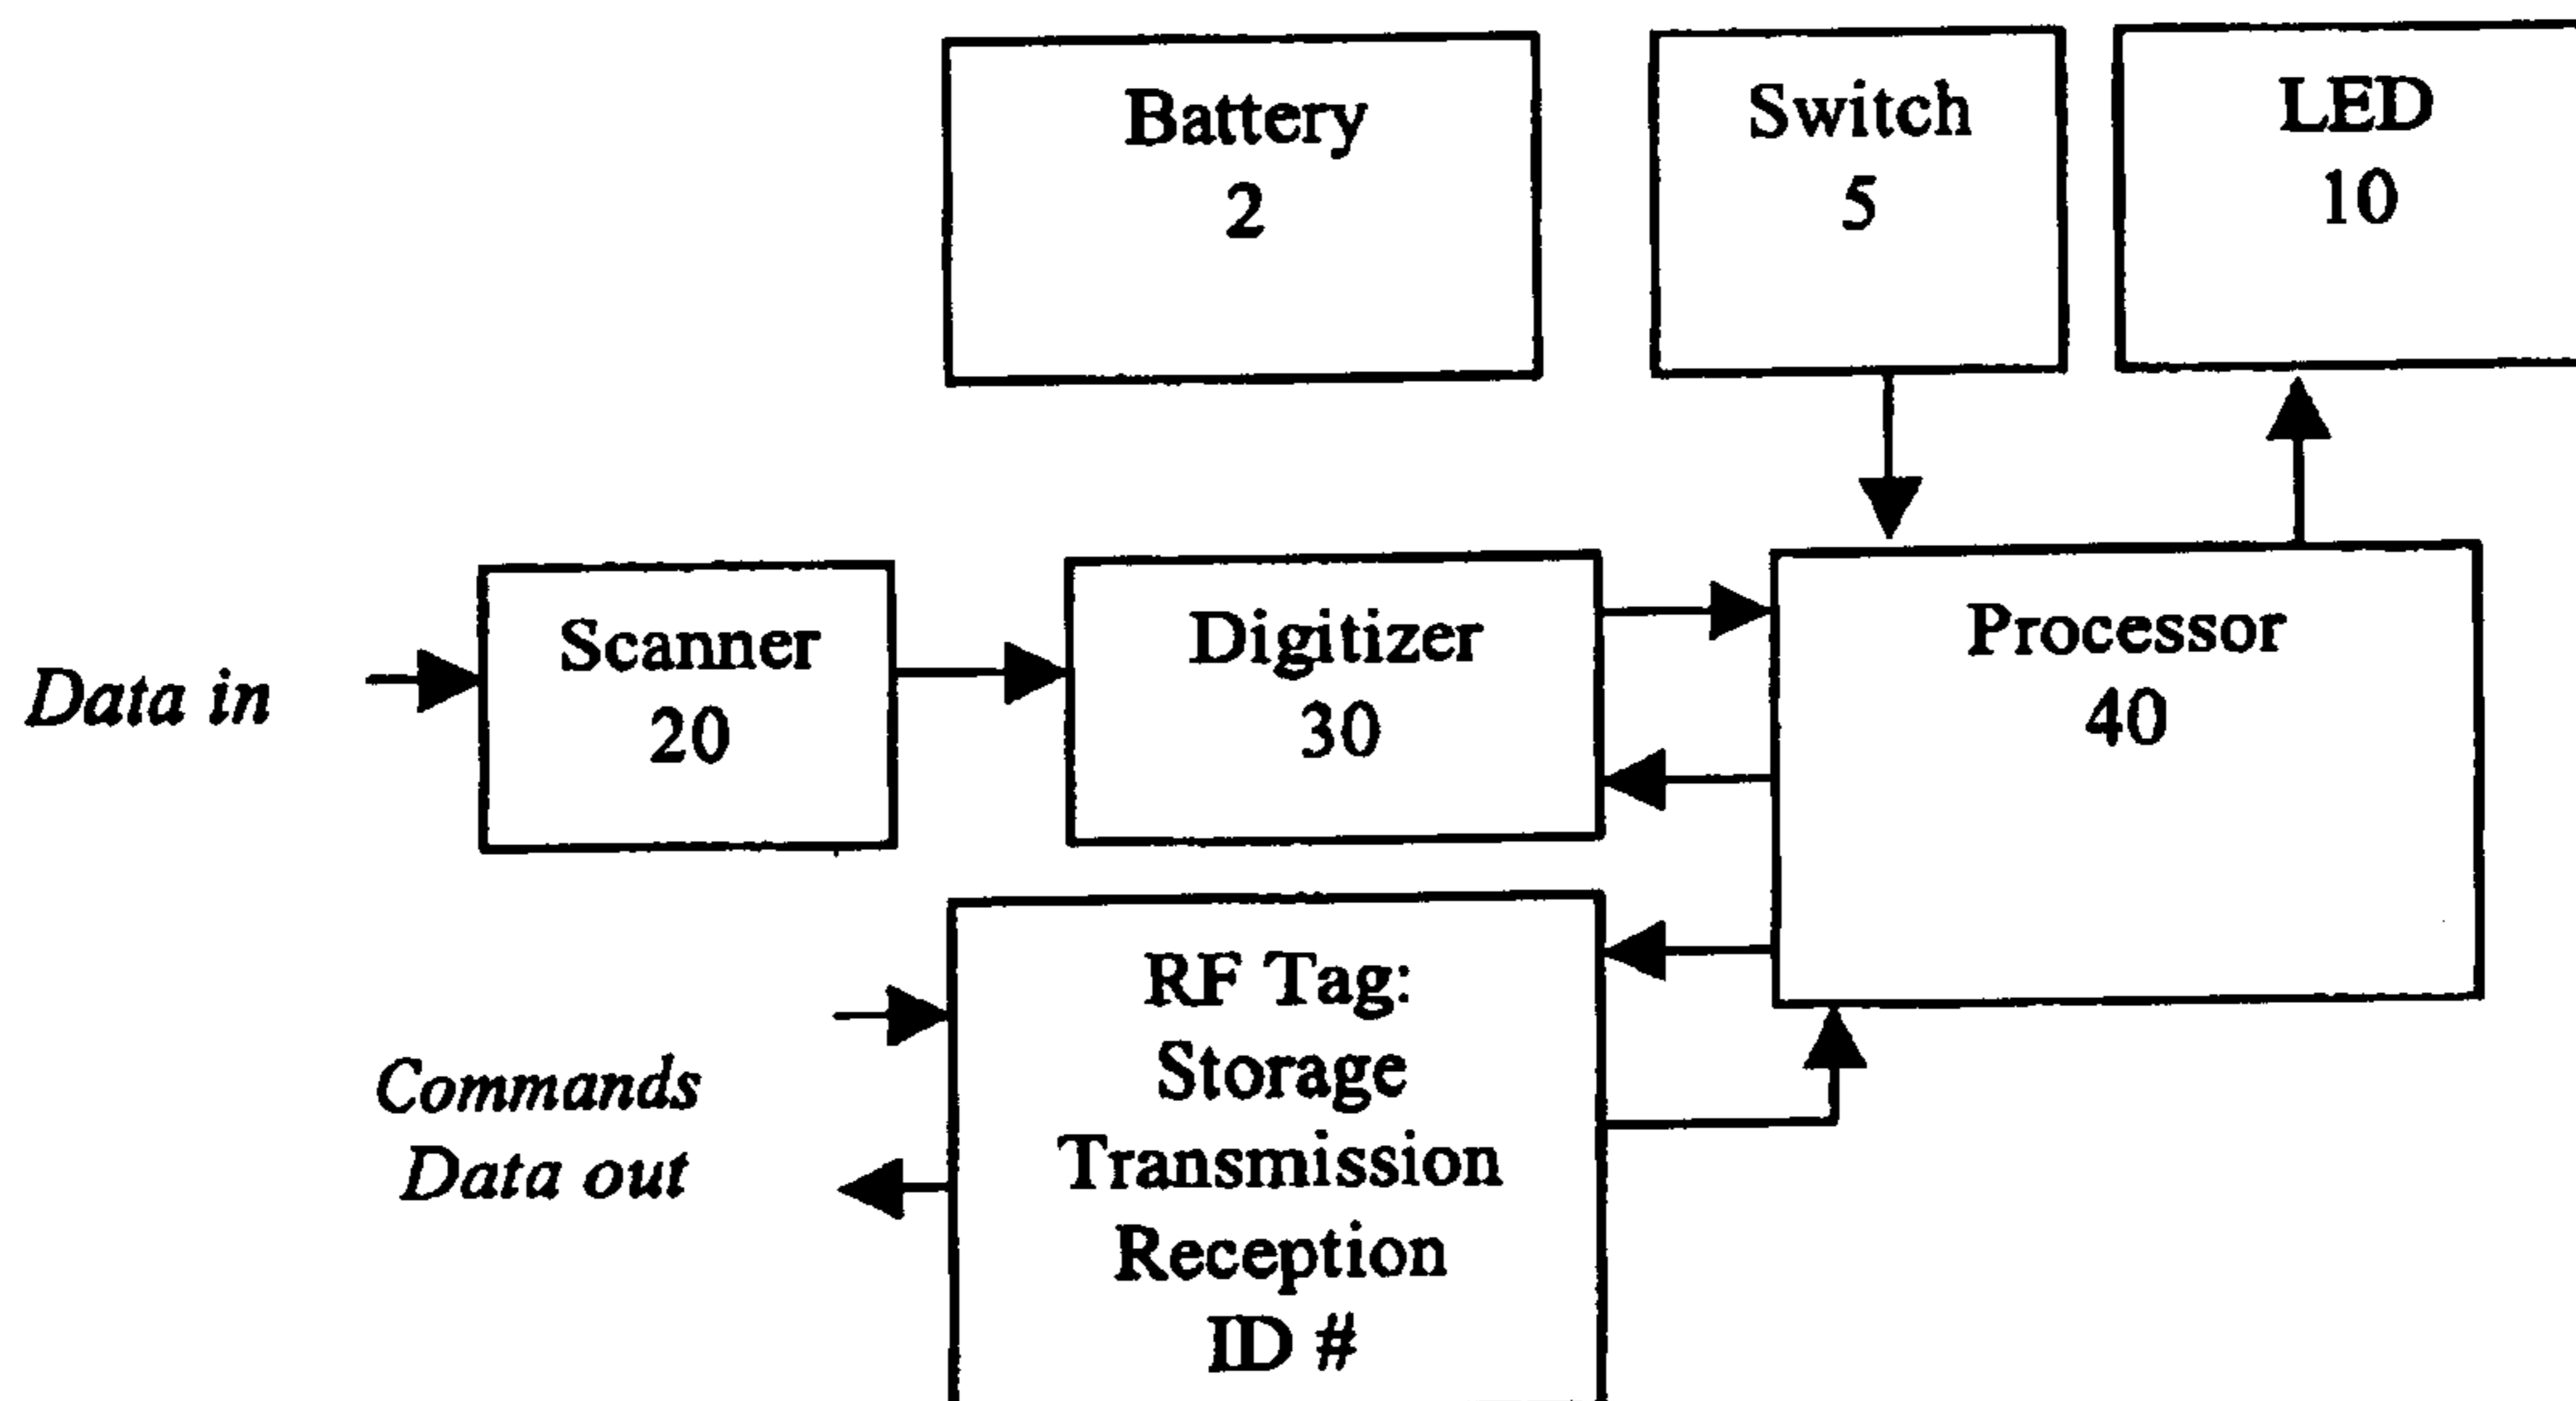 Battery
2
Switch
5
LED
10
Data in
Scanner
20
Digitizer
30
Processor
40
Commands
Data out
RF Tag:
Storage
Transmission
Reception
ID #